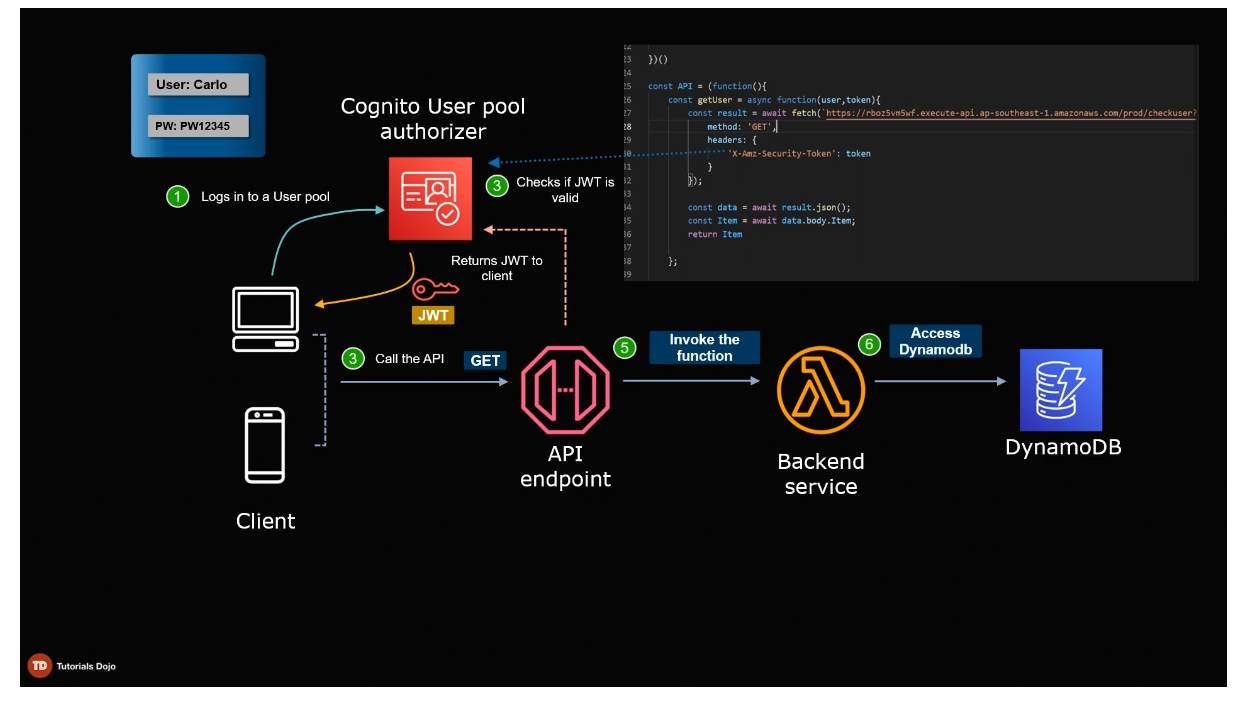 User: Carlo
PW: PW12345
Cognito User pool
authorizer
1
Logs in to a User pool
3
Checks if JWT is
valid
Returns JWT to
client
JWT
3
Call the API
GET
API
endpoint
5
Invoke the
function
Backend
service
6
Access
Dynamodb
DynamoDB
Client
23 })()
24
25 const API = (function(){
26 const getUser = async function(user,token){
27 const result = await fetch(`https://rboz5vm5wf.execute-api.ap-southeast-1.amazonaws.com/prod/checkuser?
28 method: 'GET',
29 headers: {
30 'X-Amz-Security-Token': token
31 }
32 });
33
34 const data = await result.json();
35 const Item = await data.body.Item;
36 return Item
37
38 };
39
TD Tutorials Dojo